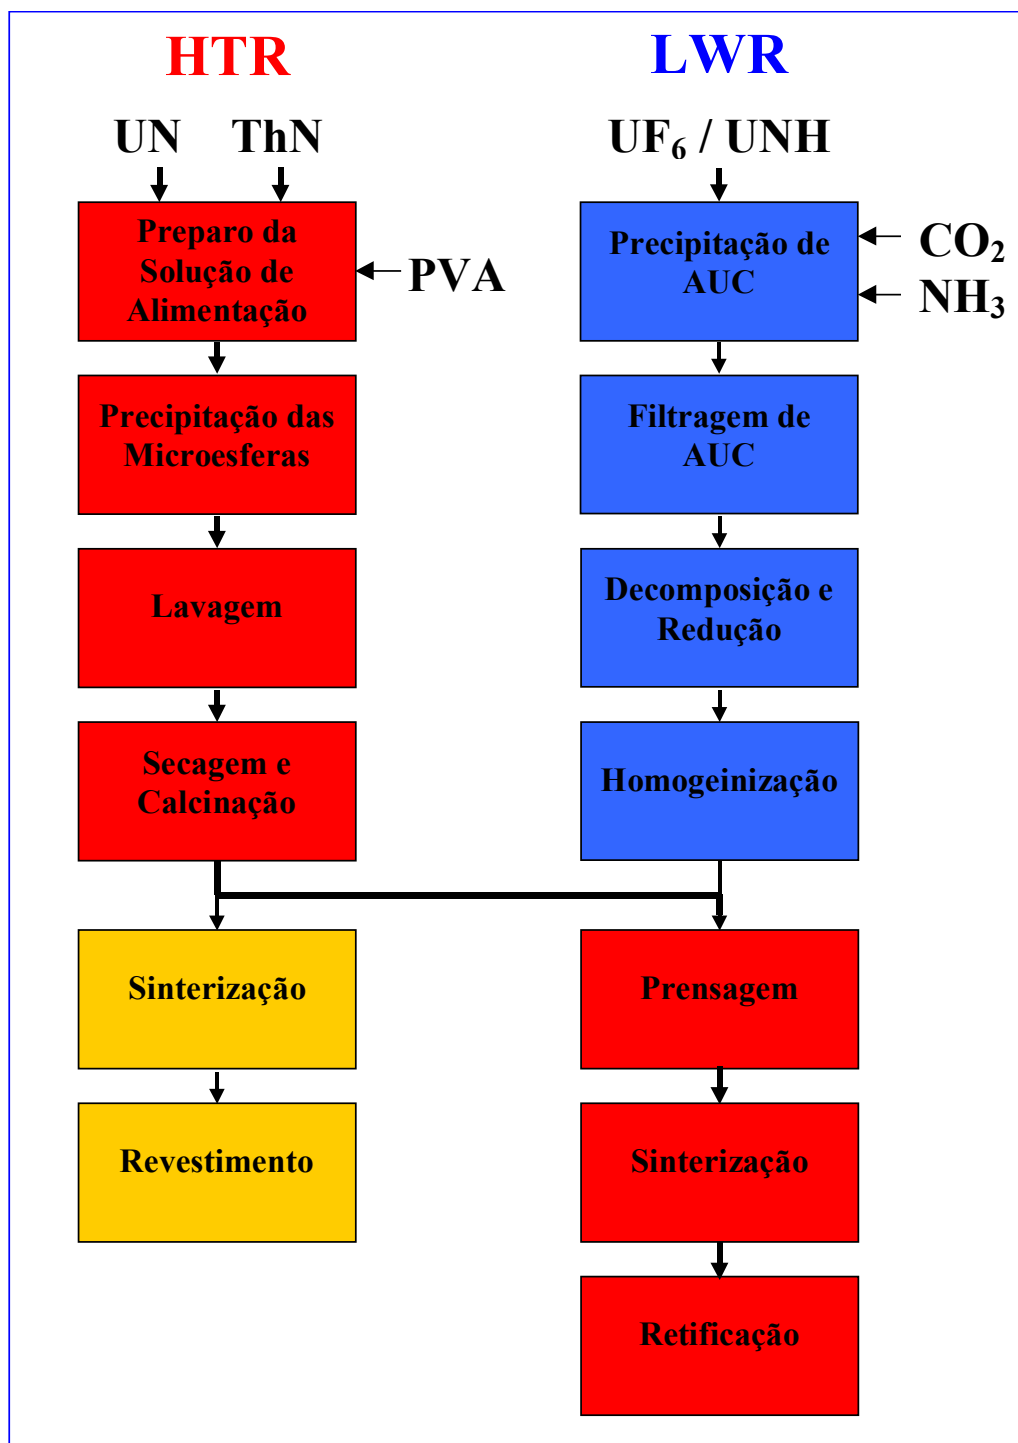 HTR
UN ThN
Preparo da
Solução de
Alimentação
PVA
Precipitação das
Microesferas
Lavagem
Secagem e
Calcinação
Sinterização
Revestimento
LWR
UF₆ / UNH
Precipitação de
AUC
CO₂
NH₃
Filtragem de
AUC
Decomposição e
Redução
Homogeinização
Prensagem
Sinterização
Retificação